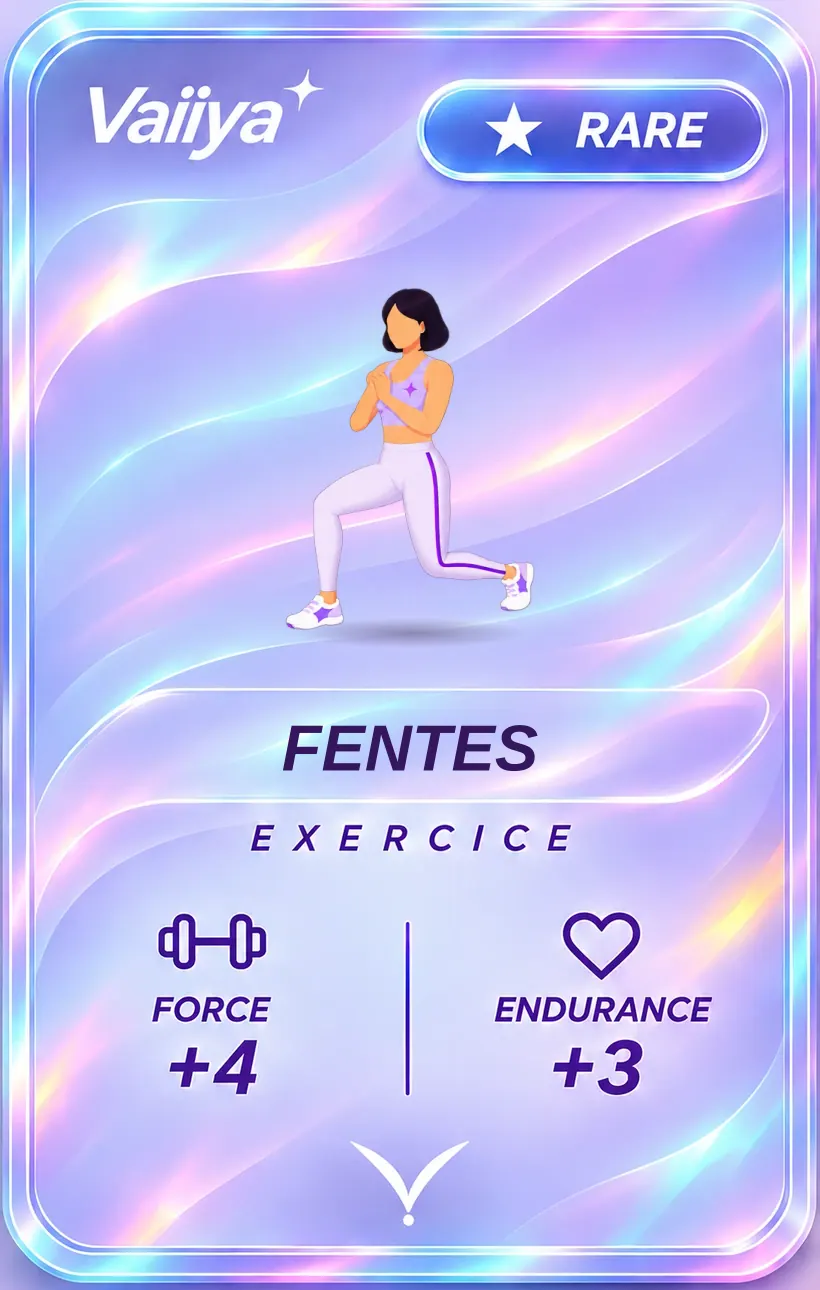 Vaiiya
RARE
FENTES
EXERCICE
FORCE
+4
ENDURANCE
+3